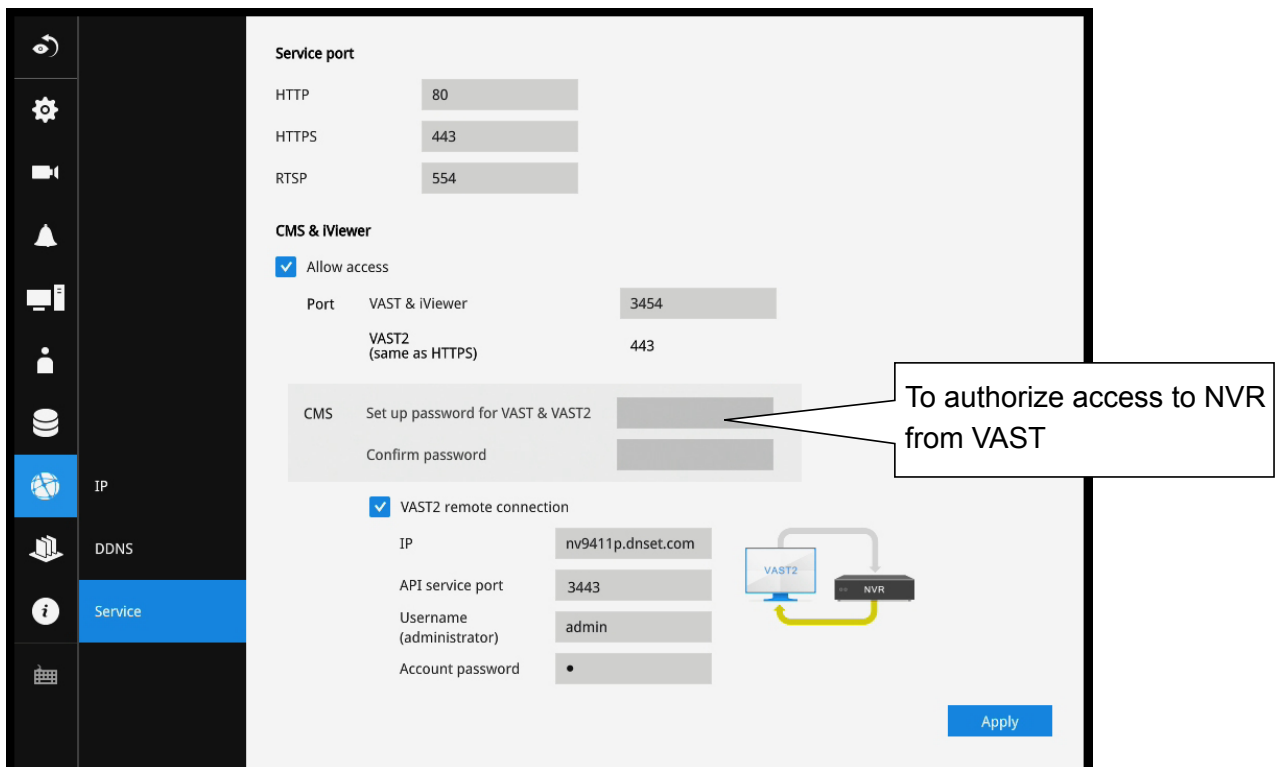 Service port
HTTP 80
HTTPS 443
RTSP 554
CMS & iViewer
Allow access
Port VAST & iViewer 3454
VAST2
(same as HTTPS) 443
To authorize access to NVR
from VAST
CMS Set up password for VAST & VAST2
Confirm password
IP
VAST2 remote connection
IP nv9411p.dnset.com
DDNS
API service port 3443
VAST2
NVR
Service
Username
(administrator) admin
Account password •
Apply